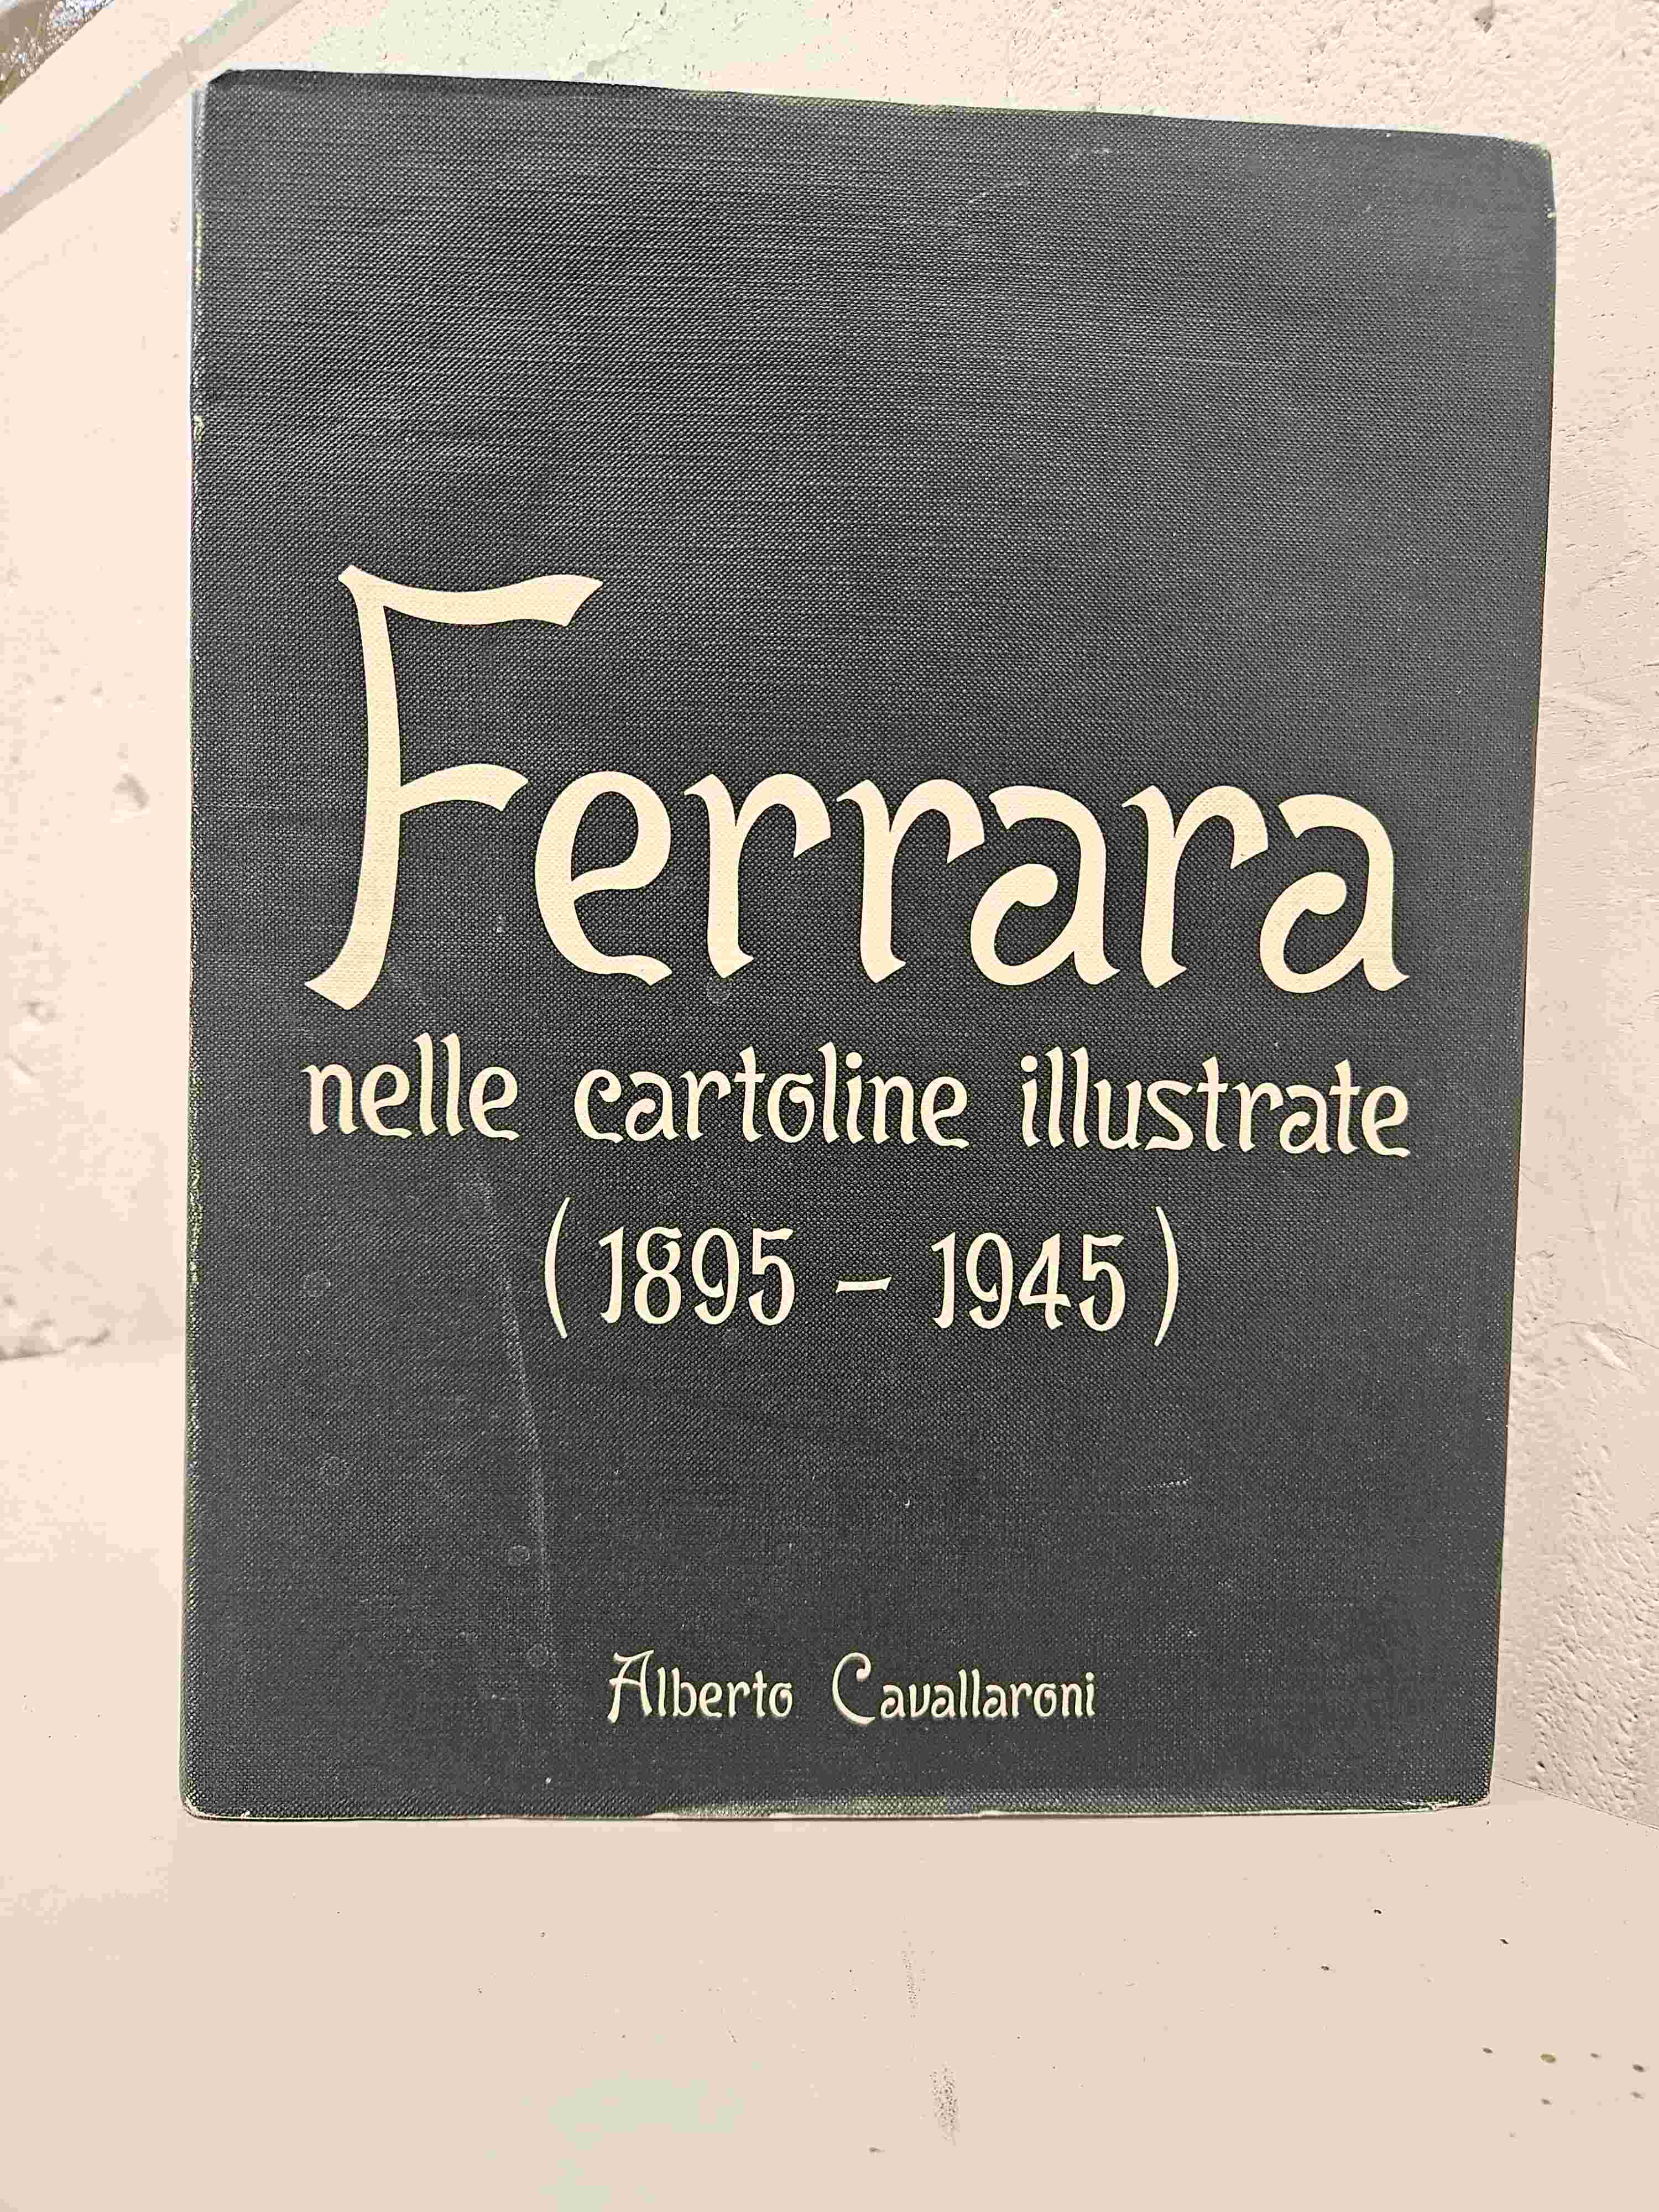 Ferrara
nelle cartoline illustrate
(1895 - 1945)
Alberto Cavallaroni